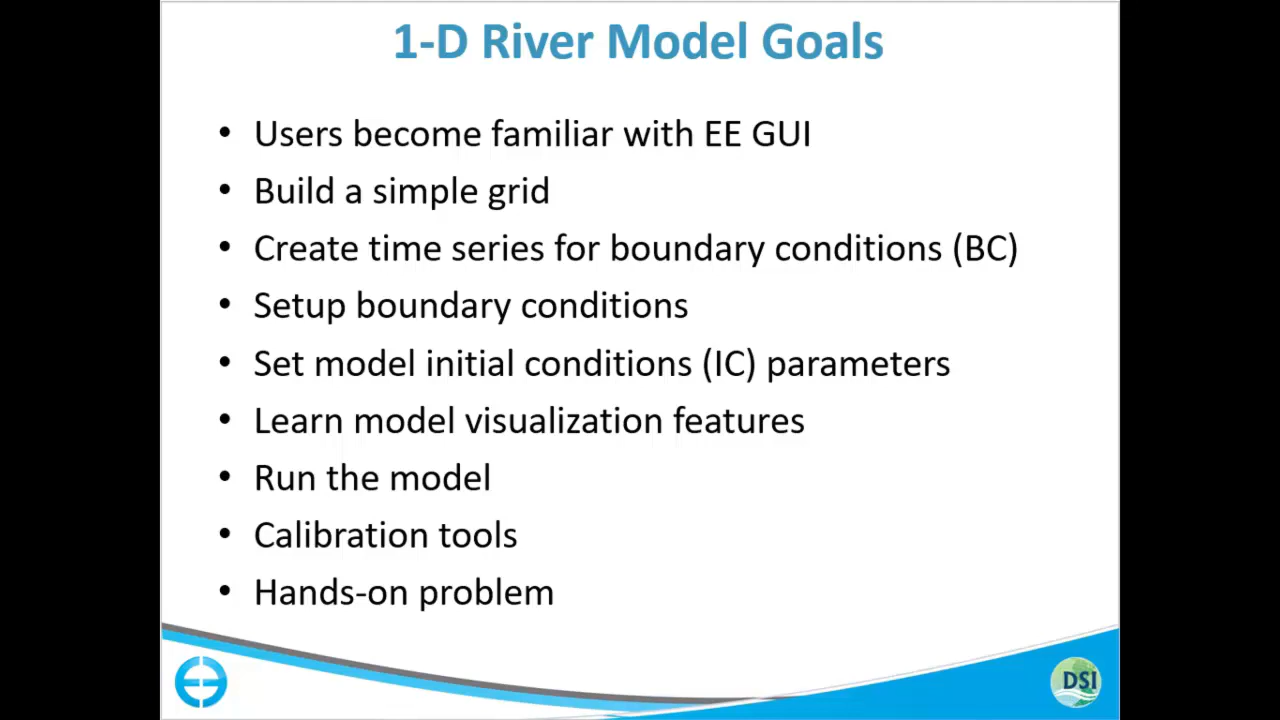 1-D River Model Goals
• Users become familiar with EE GUI
• Build a simple grid
• Create time series for boundary conditions (BC)
• Setup boundary conditions
• Set model initial conditions (IC) parameters
• Learn model visualization features
• Run the model
• Calibration tools
• Hands-on problem
DSI